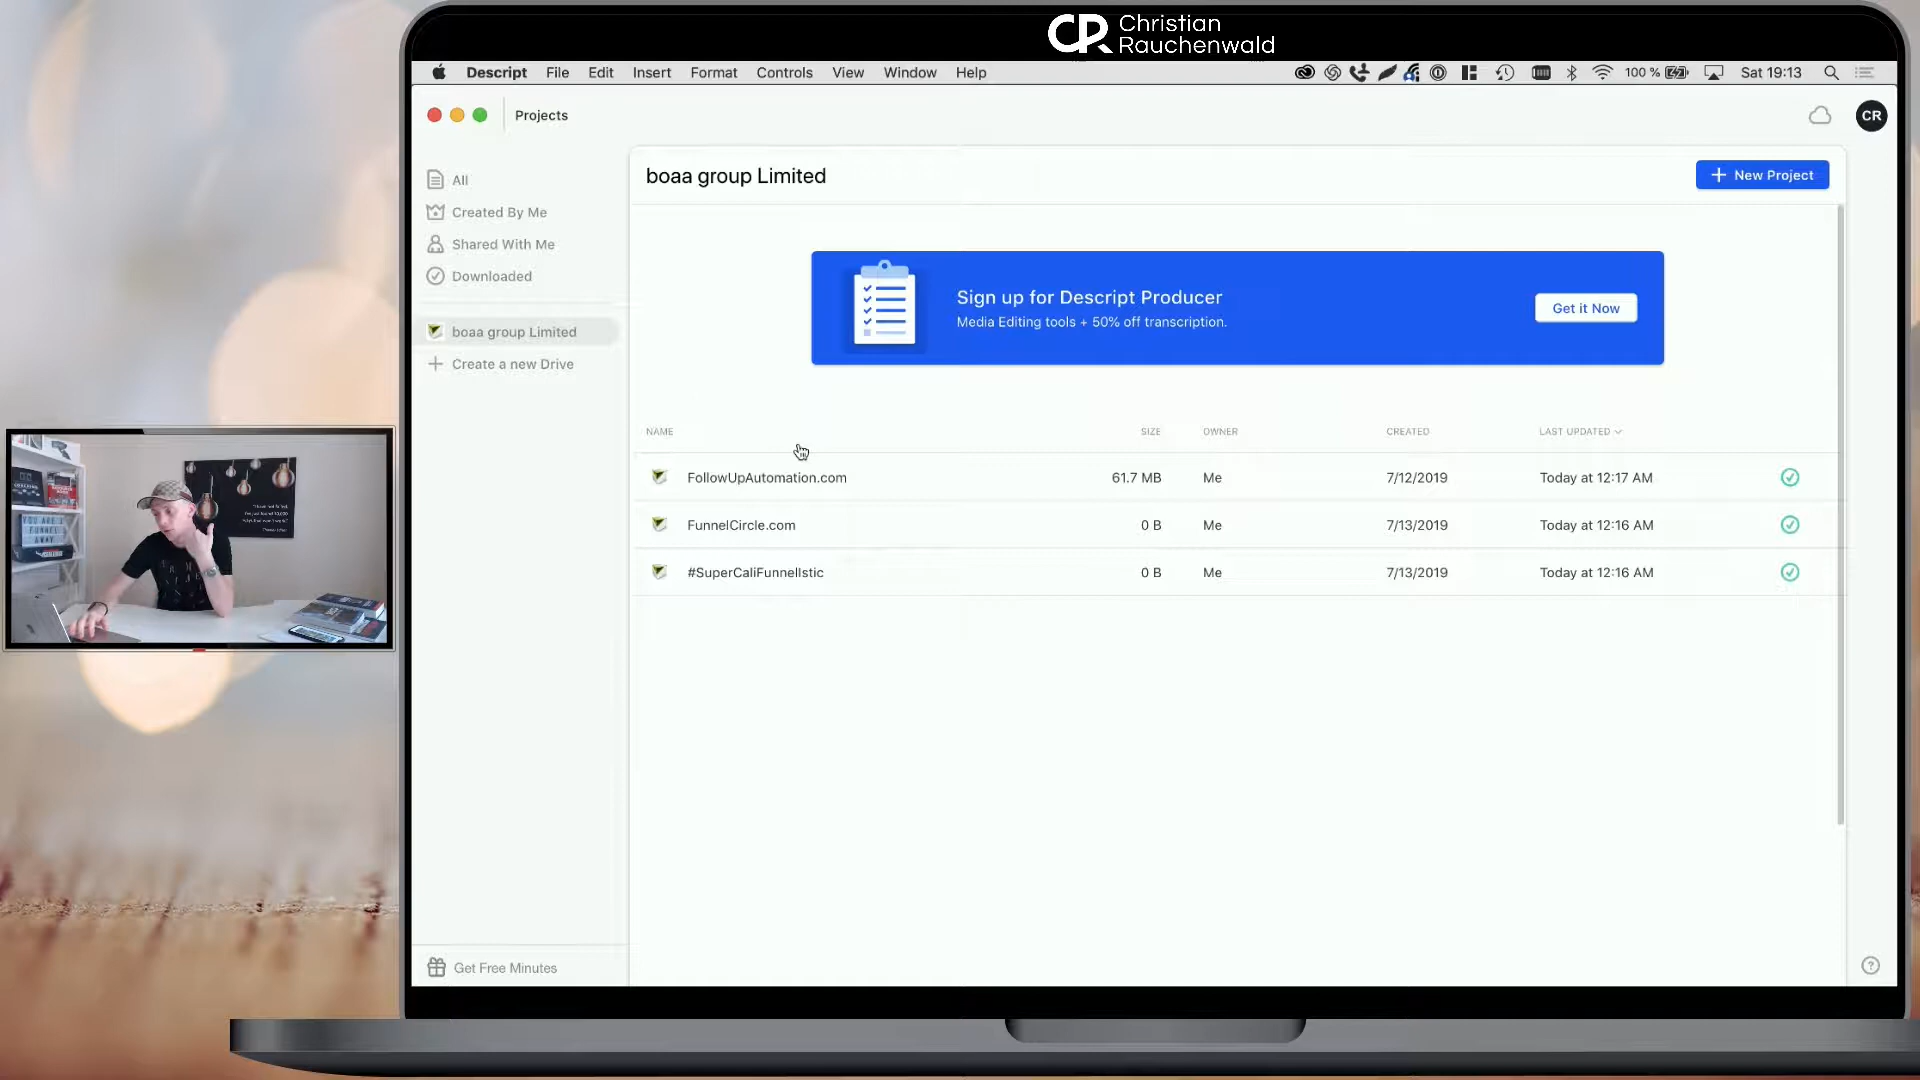 Christian
Rauchenwald
Descript File Edit Insert Format Controls View Window Help 100 % Sat 19:13
Projects
CR
All
Created By Me
Shared With Me
Downloaded
boaa group Limited
Create a new Drive
Get Free Minutes
boaa group Limited
New Project
Sign up for Descript Producer
Media Editing tools + 50% off transcription.
Get it Now
NAME SIZE OWNER CREATED LAST UPDATED
FollowUpAutomation.com 61.7 MB Me 7/12/2019 Today at 12:17 AM
FunnelCircle.com 0 B Me 7/13/2019 Today at 12:16 AM
#SuperCaliFunnelIstic 0 B Me 7/13/2019 Today at 12:16 AM
YOU ARE
FUNNEL
AWAY